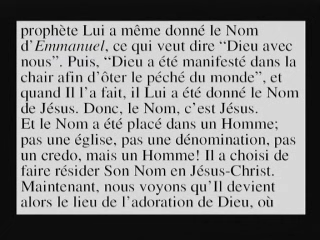 prophète Lui a même donné le Nom
d’Emmanuel, ce qui veut dire “Dieu avec
nous”. Puis, “Dieu a été manifesté dans la
chair afin d’ôter le péché du monde”, et
quand Il l’a fait, il Lui a été donné le Nom
de Jésus. Donc, le Nom, c’est Jésus.
Et le Nom a été placé dans un Homme;
pas une église, pas une dénomination, pas
un credo, mais un Homme! Il a choisi de
faire résider Son Nom en Jésus-Christ.
Maintenant, nous voyons qu’Il devient
alors le lieu de l’adoration de Dieu, où